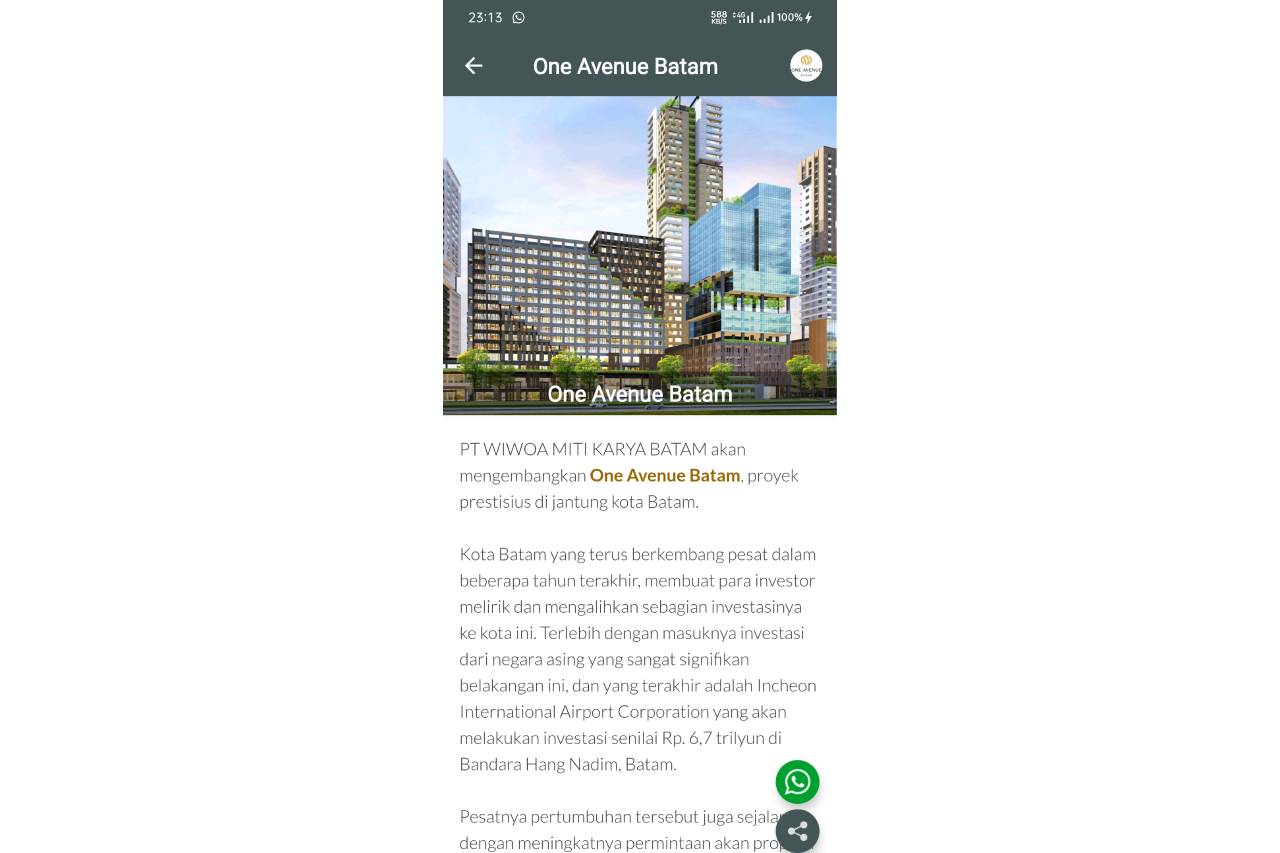 23:13
588
KB/S
4G
100%
One Avenue Batam
ONE AVENUE
One Avenue Batam
PT WIWOA MITI KARYA BATAM akan
mengembangkan One Avenue Batam, proyek
prestisius di jantung kota Batam.
Kota Batam yang terus berkembang pesat dalam
beberapa tahun terakhir, membuat para investor
melirik dan mengalihkan sebagian investasinya
ke kota ini. Terlebih dengan masuknya investasi
dari negara asing yang sangat signifikan
belakangan ini, dan yang terakhir adalah Incheon
International Airport Corporation yang akan
melakukan investasi senilai Rp. 6,7 trilyun di
Bandara Hang Nadim, Batam.
Pesatnya pertumbuhan tersebut juga
dengan meningkatnya permintaan akan